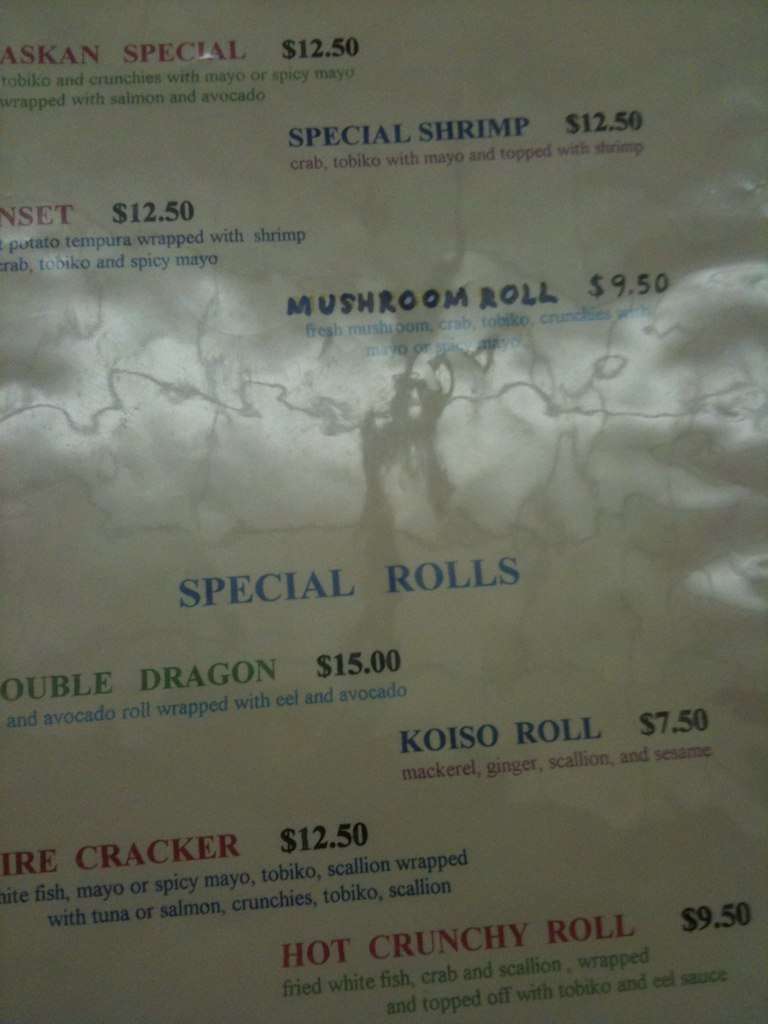 ASKAN SPECIAL $12.50
tobiko and crunchies with mayo or spicy mayo
wrapped with salmon and avocado
SPECIAL SHRIMP $12.50
crab, tobiko with mayo and topped with shrimp
NSET $12.50
potato tempura wrapped with shrimp
crab, tobiko and spicy mayo
MUSHROOM ROLL $9.50
fresh mushroom, crab, tobiko, crunchies with
mayo or spicy mayo
SPECIAL ROLLS
OUBLE DRAGON $15.00
and avocado roll wrapped with eel and avocado
KOISO ROLL $7.50
mackerel, ginger, scallion, and sesame
IRE CRACKER $12.50
hite fish, mayo or spicy mayo, tobiko, scallion wrapped
with tuna or salmon, crunchies, tobiko, scallion
HOT CRUNCHY ROLL $9.50
fried white fish, crab and scallion , wrapped
and topped off with tobiko and eel sauce